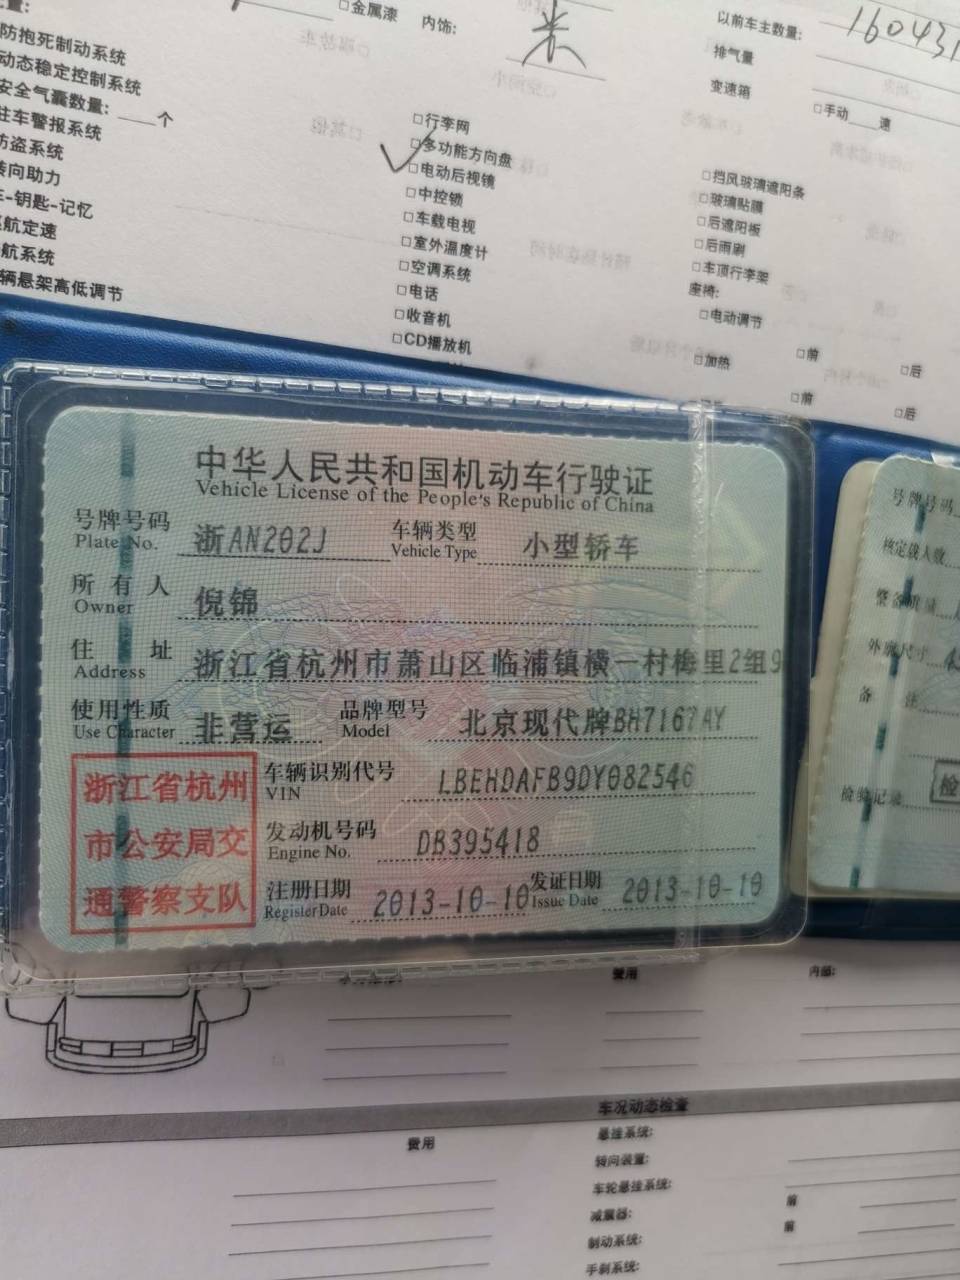 防抱死制动系统
动态稳定控制系统
安全气囊数量: ____个
住车警报系统
防盗系统
转向助力
车-钥匙-记忆
巡航定速
航系统
辆悬架高低调节
□金属漆 内饰: 米
□行李网
□多功能方向盘
□电动后视镜
□中控锁
□车载电视
□室外温度计
□空调系统
□电话
□收音机
□CD播放机
以前车主数量:
排气量
变速箱
□手动____速
□挡风玻璃遮阳条
□玻璃贴膜
□后遮阳板
□后雨刷
□车顶行李架
座椅:
□电动调节
□前 □后
□加热
□前 □后
中华人民共和国机动车行驶证
Vehicle License of the People's Republic of China
号牌号码 浙AN202J 车辆类型 小型轿车
Plate No. Vehicle Type
所有人 倪锦
Owner
住址 浙江省杭州市萧山区临浦镇横一村梅里2组9
Address
使用性质 非营运 品牌型号 北京现代牌BH7167AY
Use Character Model
浙江省杭州
市公安局交
通警察支队
车辆识别代号 LBEHDAFB9DY082546
VIN
发动机号码 DB395418
Engine No.
注册日期 2013-10-10 发证日期 2013-10-10
Register Date Issue Date
号牌号码
核定载人数
整备质量
外廓尺寸
备注
检验记录 检
费用 内部:
车况动态检查
费用
悬挂系统:
转向装置:
车轮悬挂系统: 前
减震器: 前
制动系统:
手刹系统: